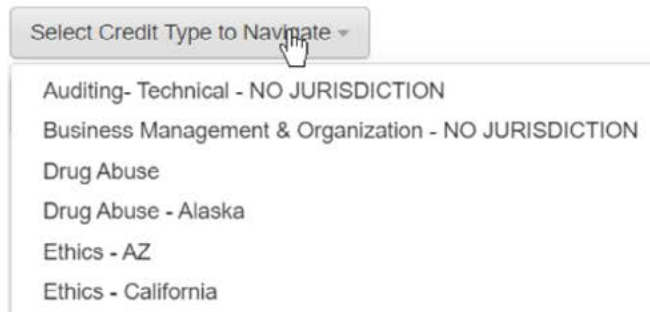 Select Credit Type to Navigate
Auditing- Technical - NO JURISDICTION
Business Management & Organization - NO JURISDICTION
Drug Abuse
Drug Abuse - Alaska
Ethics - AZ
Ethics - California